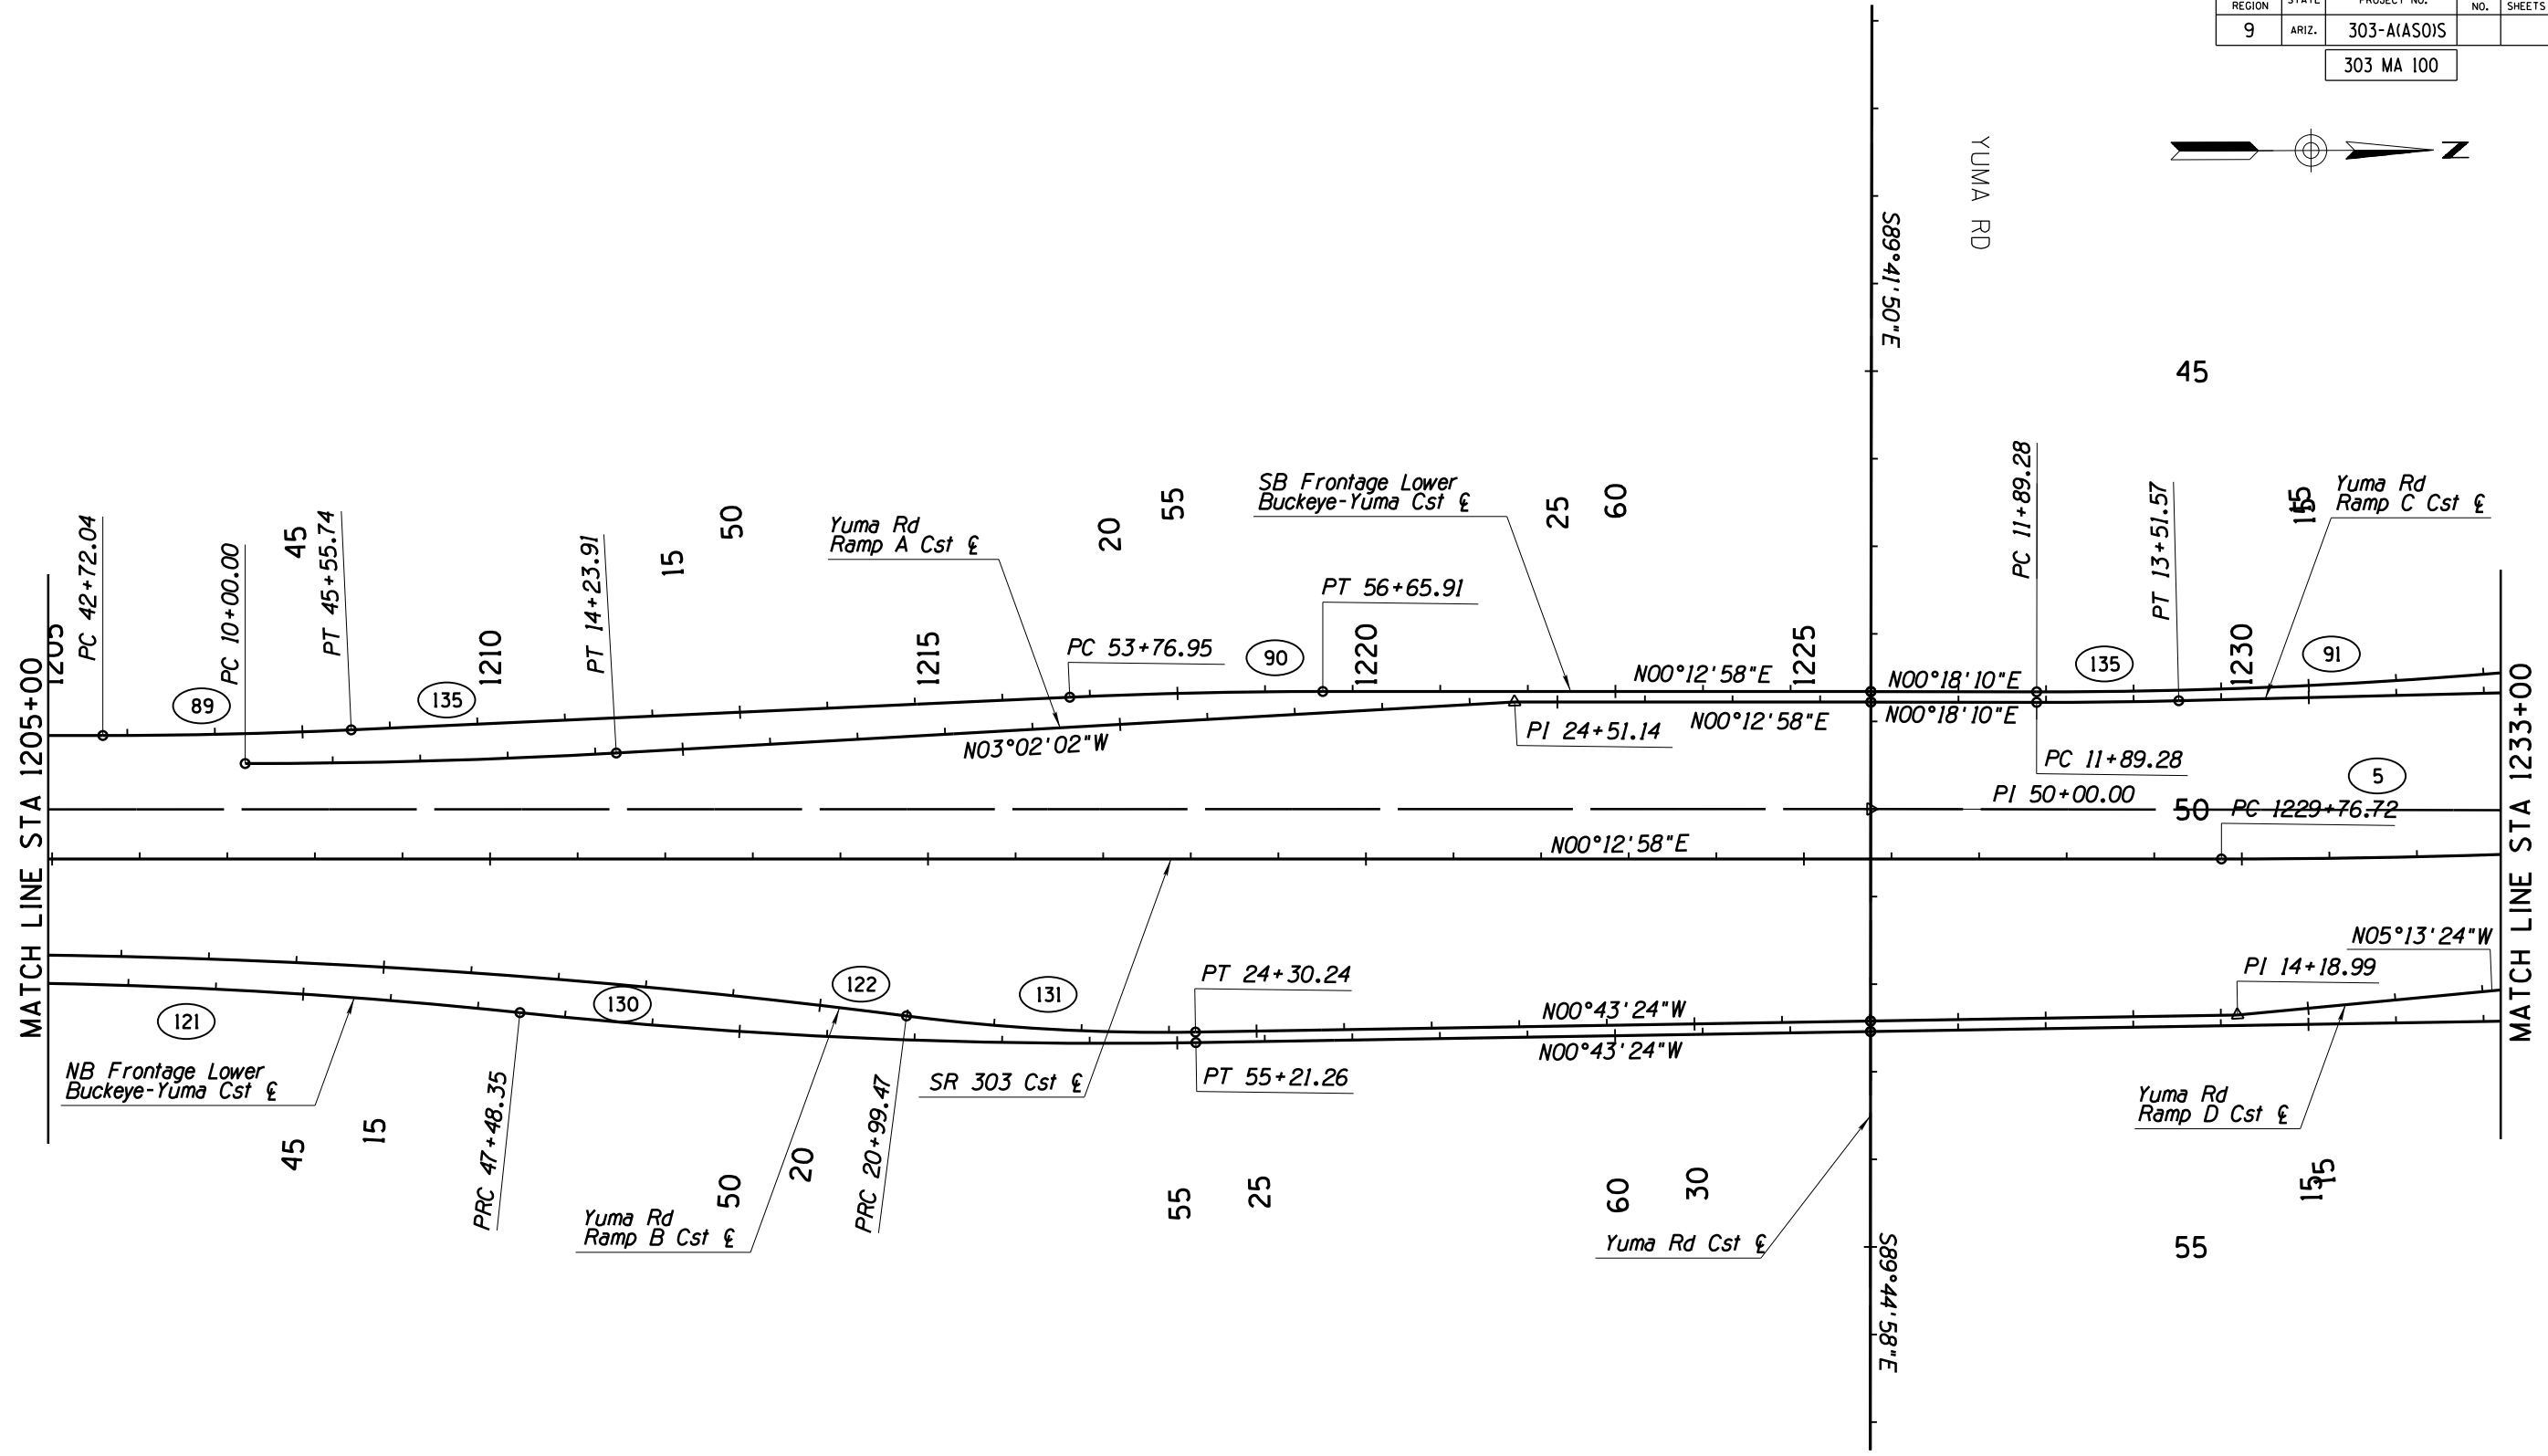 REGION STATE PROJECT NO. NO. SHEETS
9 ARIZ. 303-A(ASO)S
303 MA 100
N
YUMA RD
S89°41'50"E
45
MATCH LINE STA 1205+00
1205
PC 42+72.04
89
PC 10+00.00
45
PT 45+55.74
135
1210
PT 14+23.91
15
50
Yuma Rd
Ramp A Cst ℄
1215
N03°02'02"W
20
55
PC 53+76.95
90
SB Frontage Lower
Buckeye-Yuma Cst ℄
PT 56+65.91
1220
25
60
N00°12'58"E
N00°12'58"E
PI 24+51.14
1225
N00°18'10"E
N00°18'10"E
PC 11+89.28
PC 11+89.28
135
PT 13+51.57
1230
15
15
Yuma Rd
Ramp C Cst ℄
91
5
PI 50+00.00
50
PC 1229+76.72
N00°12'58"E
MATCH LINE STA 1233+00
121
NB Frontage Lower
Buckeye-Yuma Cst ℄
45
15
PRC 47+48.35
130
122
Yuma Rd
Ramp B Cst ℄
50
20
PRC 20+99.47
131
SR 303 Cst ℄
PT 24+30.24
PT 55+21.26
55
25
N00°43'24"W
N00°43'24"W
60
30
Yuma Rd Cst ℄
S89°44'58"E
N05°13'24"W
PI 14+18.99
Yuma Rd
Ramp D Cst ℄
15
15
55